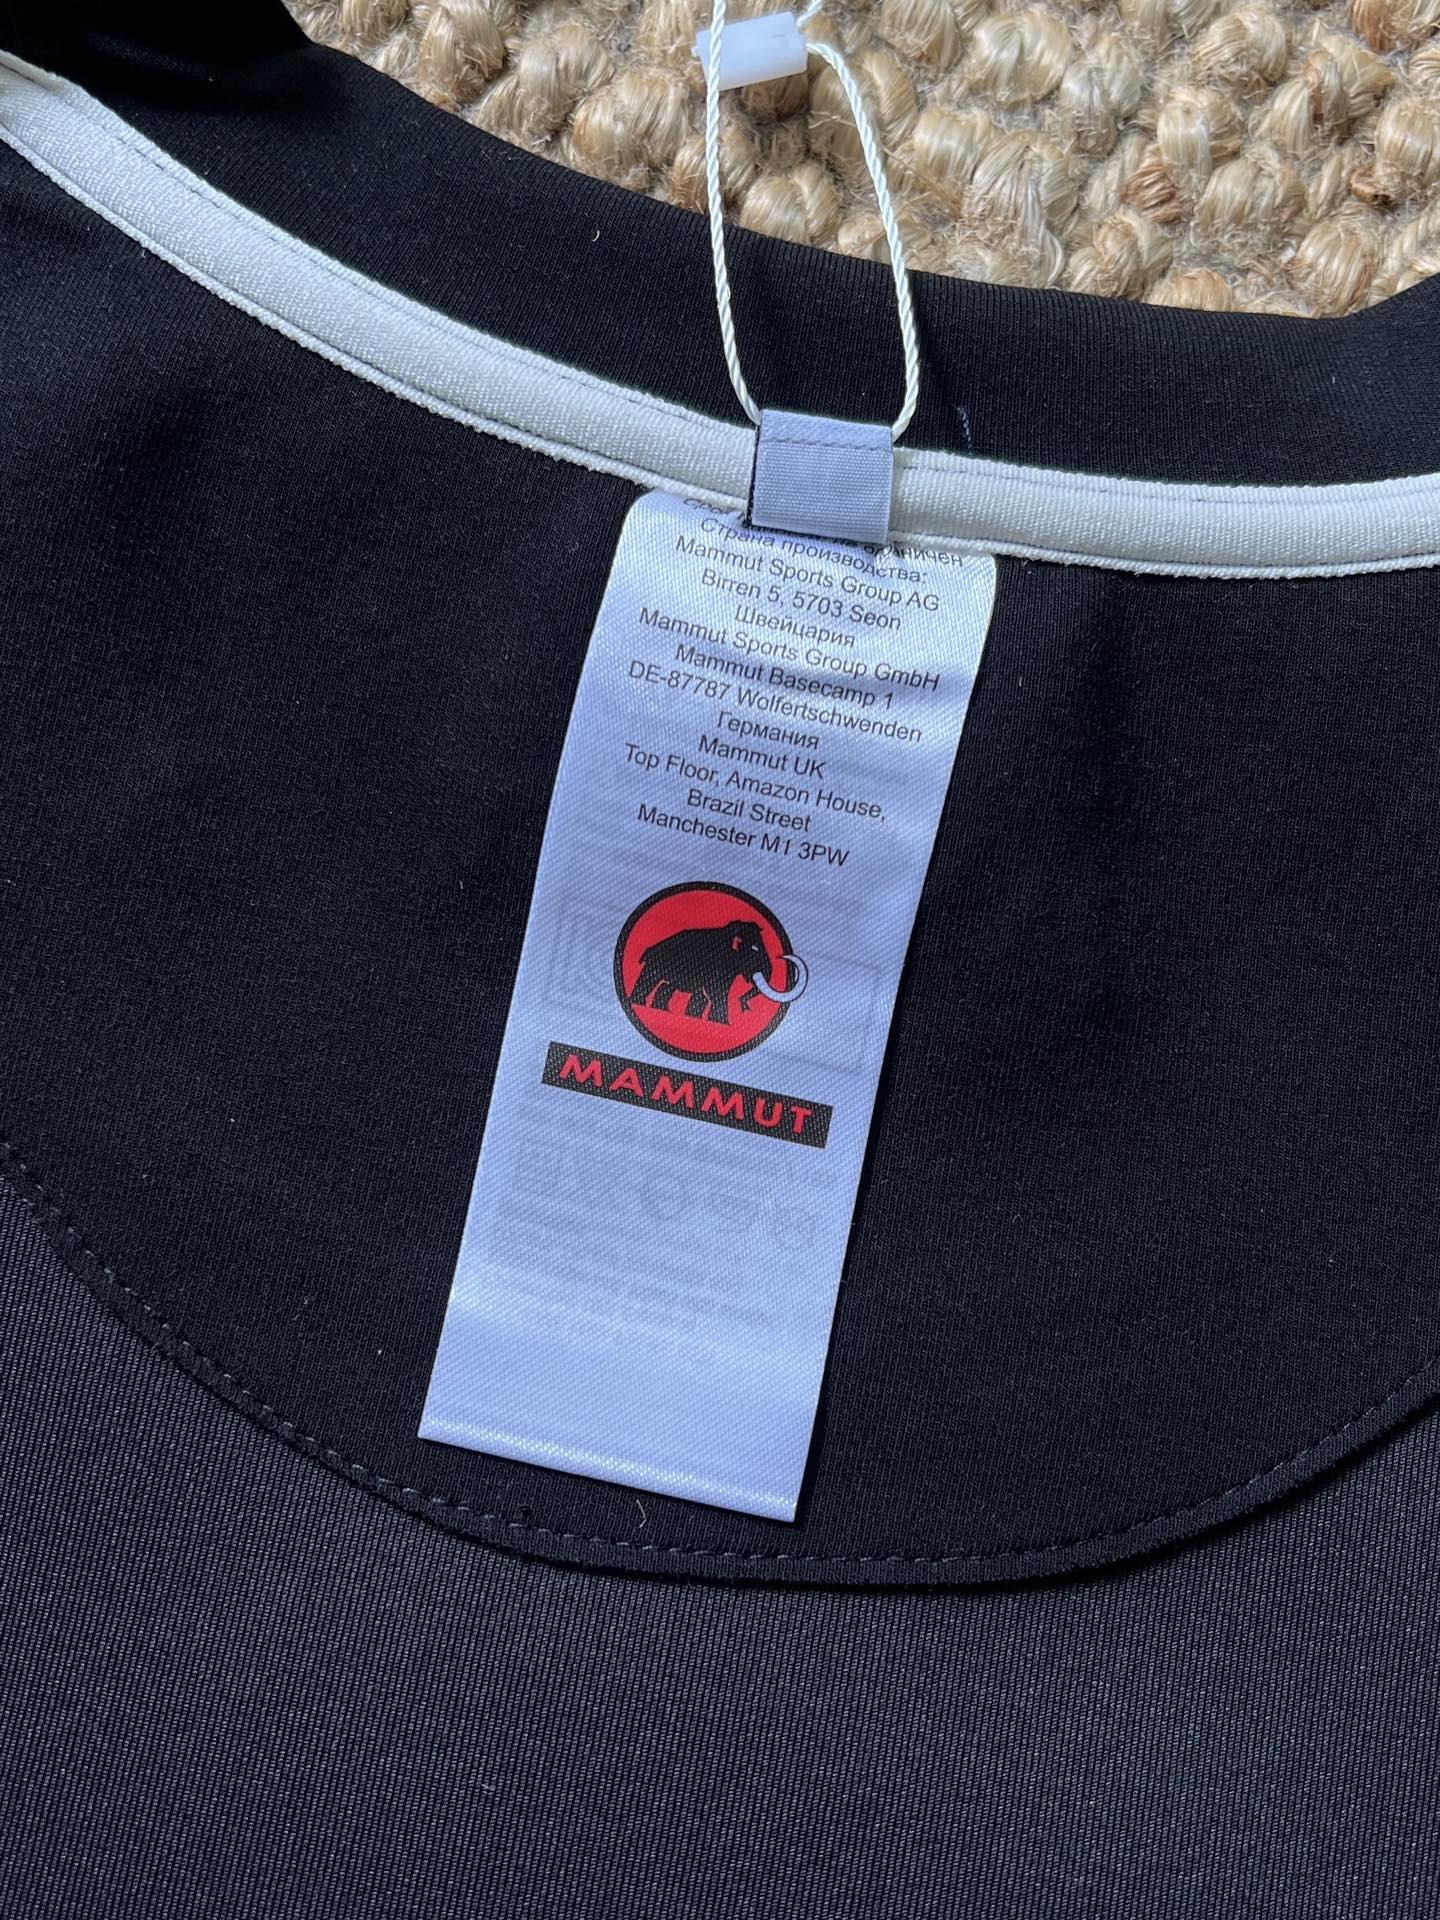 ничен
Страна производства:
Mammut Sports Group AG
Birren 5, 5703 Seon
Швейцария
Mammut Sports Group GmbH
Mammut Basecamp 1
DE-87787 Wolfertschwenden
Германия
Mammut UK
Top Floor, Amazon House,
Brazil Street
Manchester M1 3PW
MAMMUT